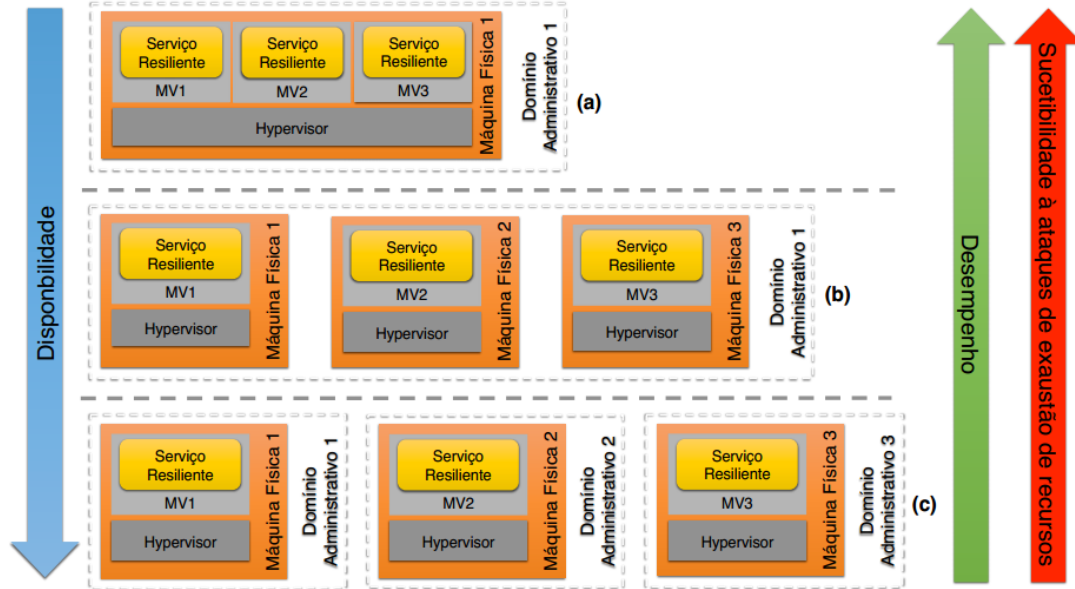 Disponbilidade
Serviço
Resiliente
MV1
Serviço
Resiliente
MV2
Serviço
Resiliente
MV3
Hypervisor
Máquina Física 1
Domínio
Administrativo 1
(a)
Serviço
Resiliente
MV1
Hypervisor
Máquina Física 1
Serviço
Resiliente
MV2
Hypervisor
Máquina Física 2
Serviço
Resiliente
MV3
Hypervisor
Máquina Física 3
Domínio
Administrativo 1
(b)
Serviço
Resiliente
MV1
Hypervisor
Máquina Física 1
Domínio
Administrativo 1
Serviço
Resiliente
MV2
Hypervisor
Máquina Física 2
Domínio
Administrativo 2
Serviço
Resiliente
MV3
Hypervisor
Máquina Física 3
Domínio
Administrativo 3
(c)
Desempenho
Sucetibilidade à ataques de exaustão de recursos